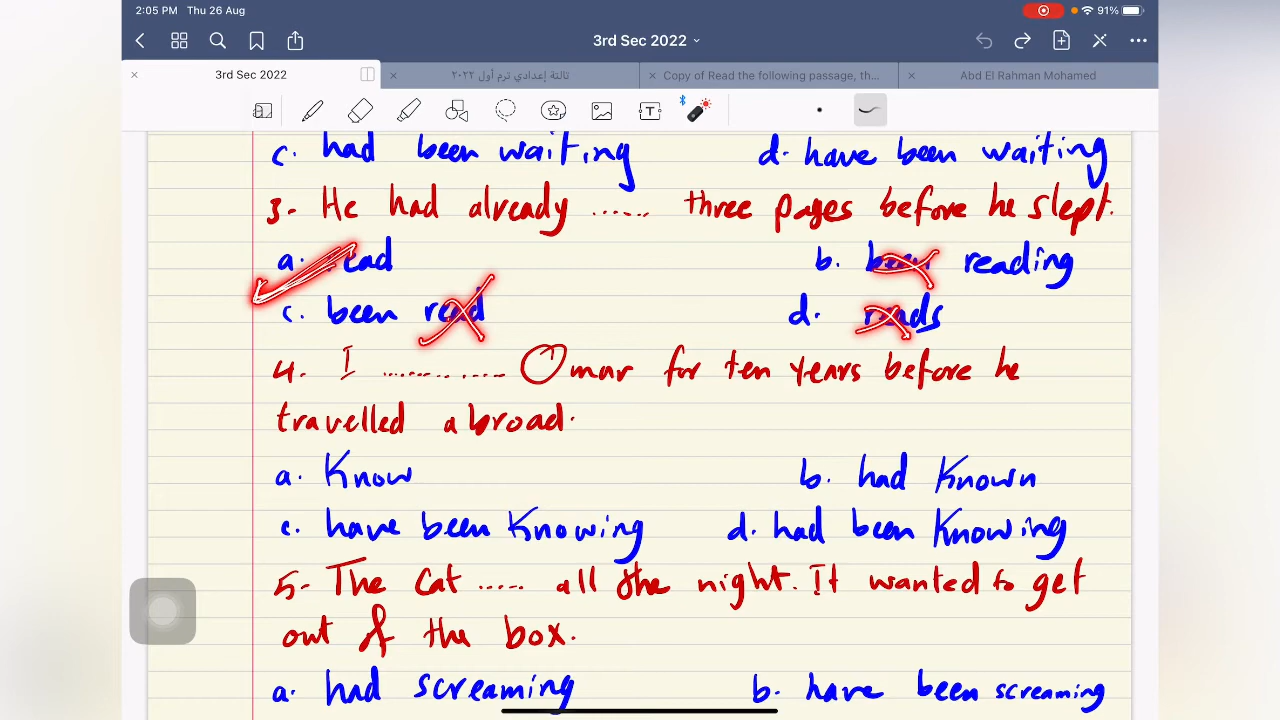 2:05 PM Thu 26 Aug 91%
3rd Sec 2022
3rd Sec 2022 تالتة إعدادي ترم أول ٢٠٢٢ Copy of Read the following passage, th... Abd El Rahman Mohamed
c. had been waiting d. have been waiting
3- He had already ...... three pages before he slept.
a. read b. been reading
c. been read d. reads
4. I ............. Omar for ten years before he
travelled abroad.
a. Know b. had Known
c. have been Knowing d. had been Knowing
5- The Cat ..... all the night. It wanted to get
out of the box.
a. had screaming b. have been screaming